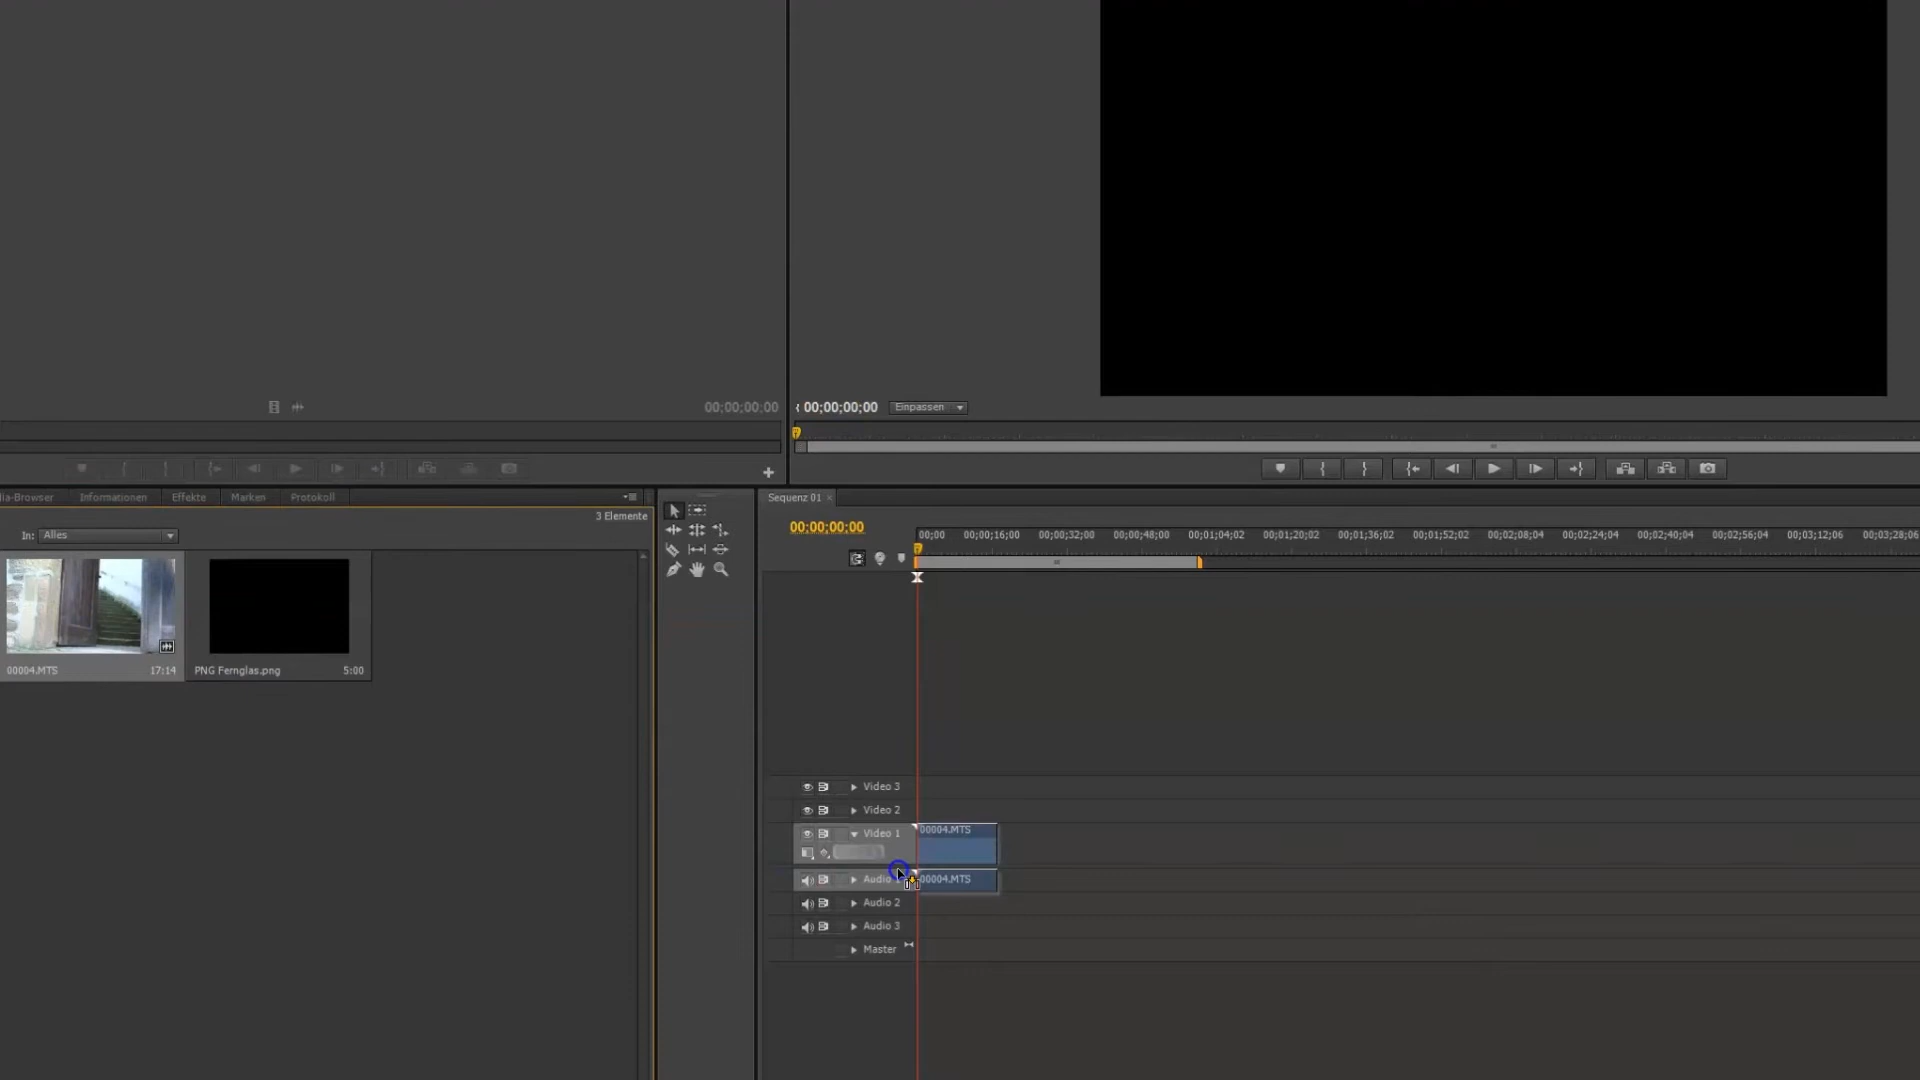 00;00;00;00
00;00;00;00 Einpassen
lia-Browser Informationen Effekte Marken Protokoll
3 Elemente
In: Alles
00004.MTS 17:14
PNG Fernglas.png 5:00
Sequenz 01 ×
00;00;00;00
00;00 00;00;16;00 00;00;32;00 00;00;48;00 00;01;04;02 00;01;20;02 00;01;36;02 00;01;52;02 00;02;08;04 00;02;24;04 00;02;40;04 00;02;56;04 00;03;12;06 00;03;28;06
Video 3
Video 2
Video 1 00004.MTS
Audio 00004.MTS
Audio 2
Audio 3
Master